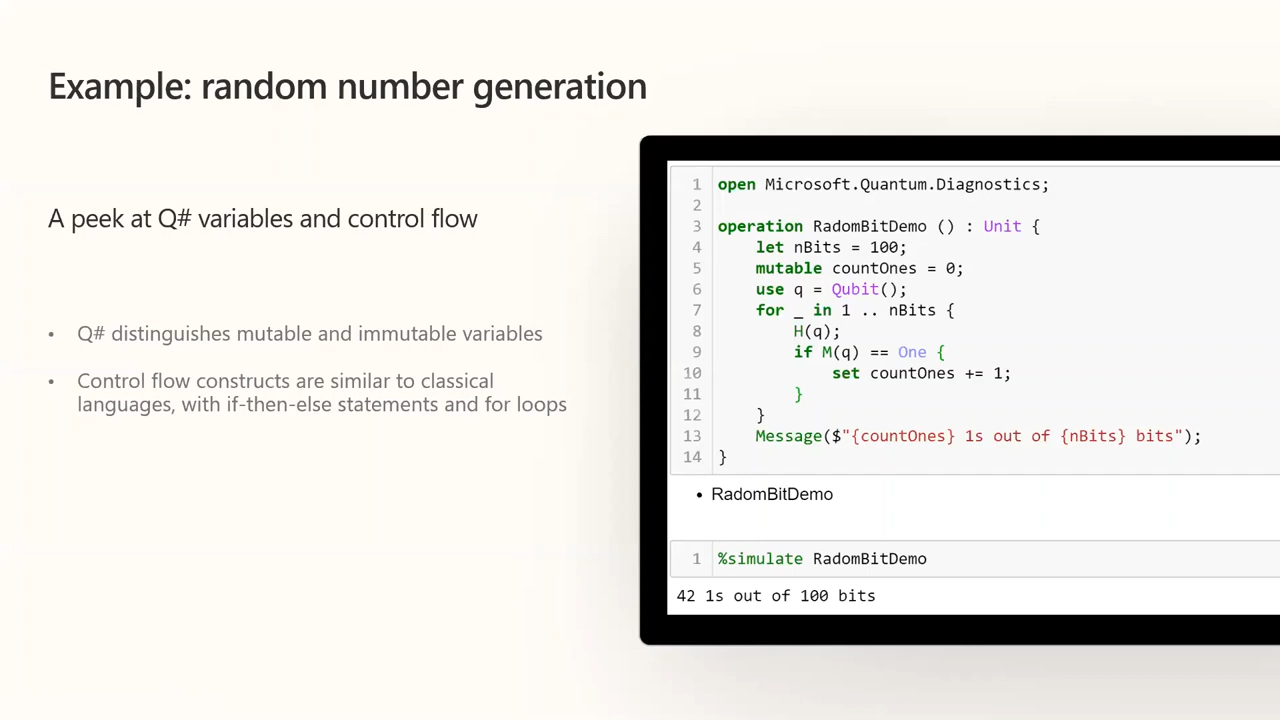 Example: random number generation
A peek at Q# variables and control flow
• Q# distinguishes mutable and immutable variables
• Control flow constructs are similar to classical
languages, with if-then-else statements and for loops
1 open Microsoft.Quantum.Diagnostics;
2
3 operation RadomBitDemo () : Unit {
4     let nBits = 100;
5     mutable countOnes = 0;
6     use q = Qubit();
7     for _ in 1 .. nBits {
8         H(q);
9         if M(q) == One {
10             set countOnes += 1;
11         }
12     }
13     Message($"{countOnes} 1s out of {nBits} bits");
14 }
• RadomBitDemo
1 %simulate RadomBitDemo
42 1s out of 100 bits